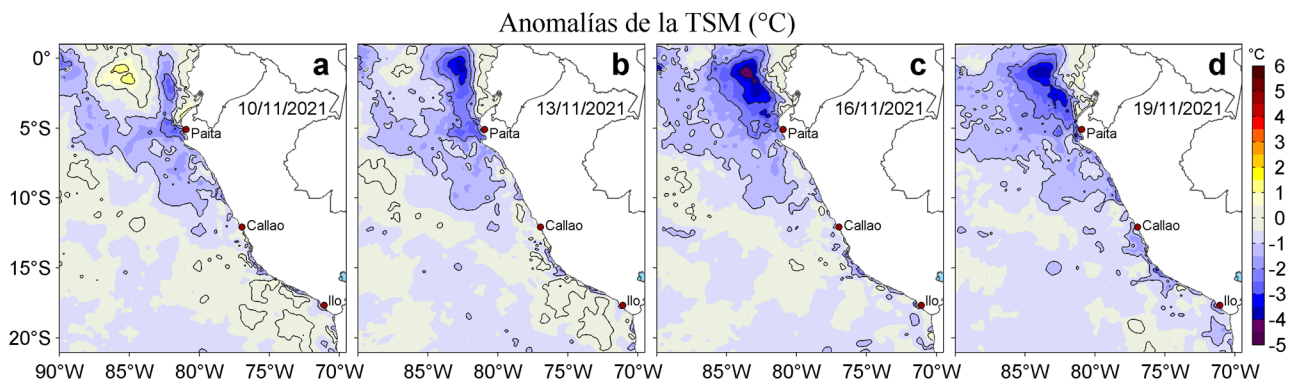 Anomalías de la TSM (°C)
a
10/11/2021
Paita
Callao
Ilo
b
13/11/2021
Paita
Callao
Ilo
c
16/11/2021
Paita
Callao
Ilo
d
19/11/2021
Paita
Callao
Ilo
0°
5°S
10°S
15°S
20°S
90°W
85°W
80°W
75°W
70°W
85°W
80°W
75°W
70°W
85°W
80°W
75°W
70°W
85°W
80°W
75°W
70°W
°C
6
5
4
3
2
1
0
-1
-2
-3
-4
-5